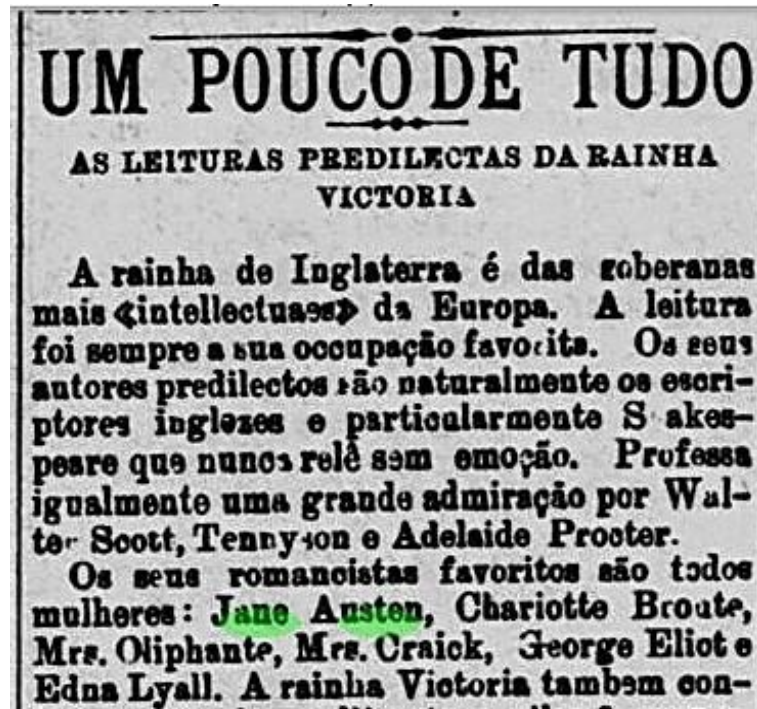 UM POUCO DE TUDO
AS LEITURAS PREDILECTAS DA RAINHA
VICTORIA
A rainha de Inglaterra é das soberanas
mais «intellectuaes» da Europa. A leitura
foi sempre a sua occupação favorita. Os seus
autores predilectos são naturalmente os escri-
ptores inglezes e particularmente S akes-
peare que nunca relê sem emoção. Professa
igualmente uma grande admiração por Wal-
ter Scott, Tennyson e Adelaide Procter.
Os seus romancistas favoritos são todos
mulheres: Jane Austen, Charlotte Broute,
Mrs. Oliphante, Mrs. Craick, George Eliot e
Edna Lyall. A rainha Victoria tambem con-